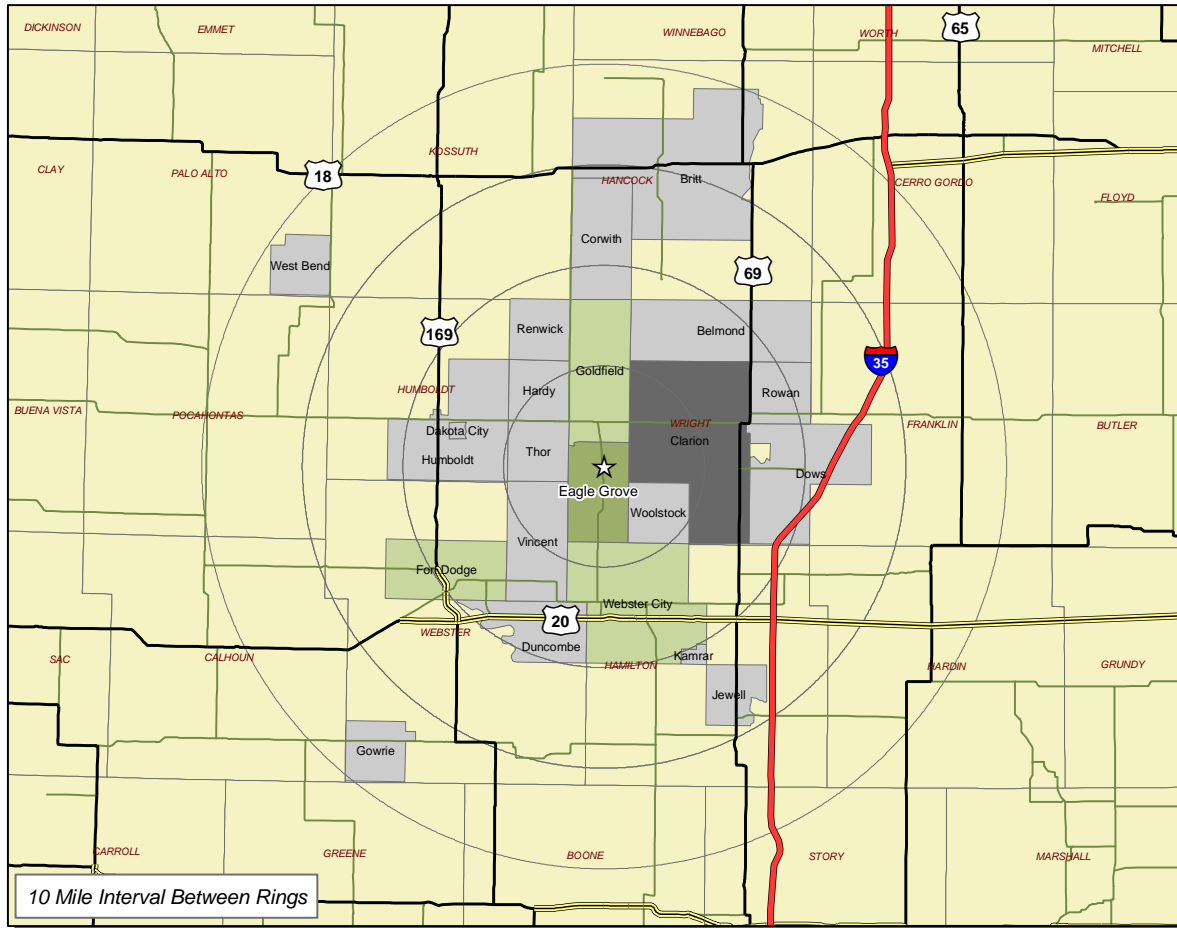 DICKINSON
EMMET
WINNEBAGO
WORTH
65
MITCHELL
KOSSUTH
CLAY
PALO ALTO
18
HANCOCK
Britt
CERRO GORDO
FLOYD
Corwith
West Bend
69
169
Renwick
Belmond
35
Goldfield
HUMBOLDT
Hardy
Rowan
BUENA VISTA
POCAHONTAS
Dakota City
WRIGHT
FRANKLIN
BUTLER
Clarion
Humboldt
Thor
Dows
Eagle Grove
Woolstock
Vincent
Fort Dodge
Webster City
20
WEBSTER
Duncombe
Kamrar
SAC
CALHOUN
HAMILTON
HARDIN
GRUNDY
Jewell
Gowrie
CARROLL
GREENE
BOONE
STORY
MARSHALL
10 Mile Interval Between Rings